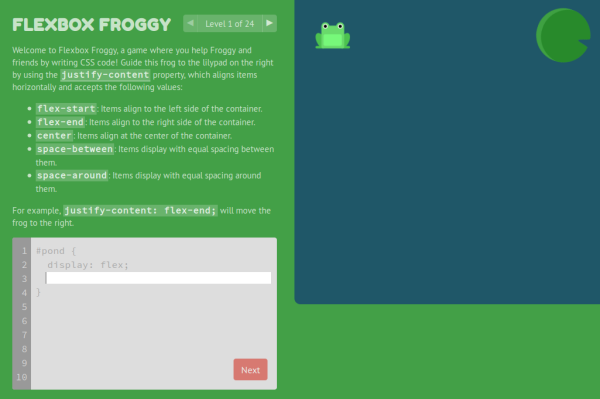 FLEXBOX FROGGY
Level 1 of 24
Welcome to Flexbox Froggy, a game where you help Froggy and
friends by writing CSS code! Guide this frog to the lilypad on the right
by using the justify-content property, which aligns items
horizontally and accepts the following values:
flex-start: Items align to the left side of the container.
flex-end: Items align to the right side of the container.
center: Items align at the center of the container.
space-between: Items display with equal spacing between
them.
space-around: Items display with equal spacing around
them.
For example, justify-content: flex-end; will move the
frog to the right.
1 #pond {
2 display: flex;
3
4 }
5
6
7
8
9
10
Next